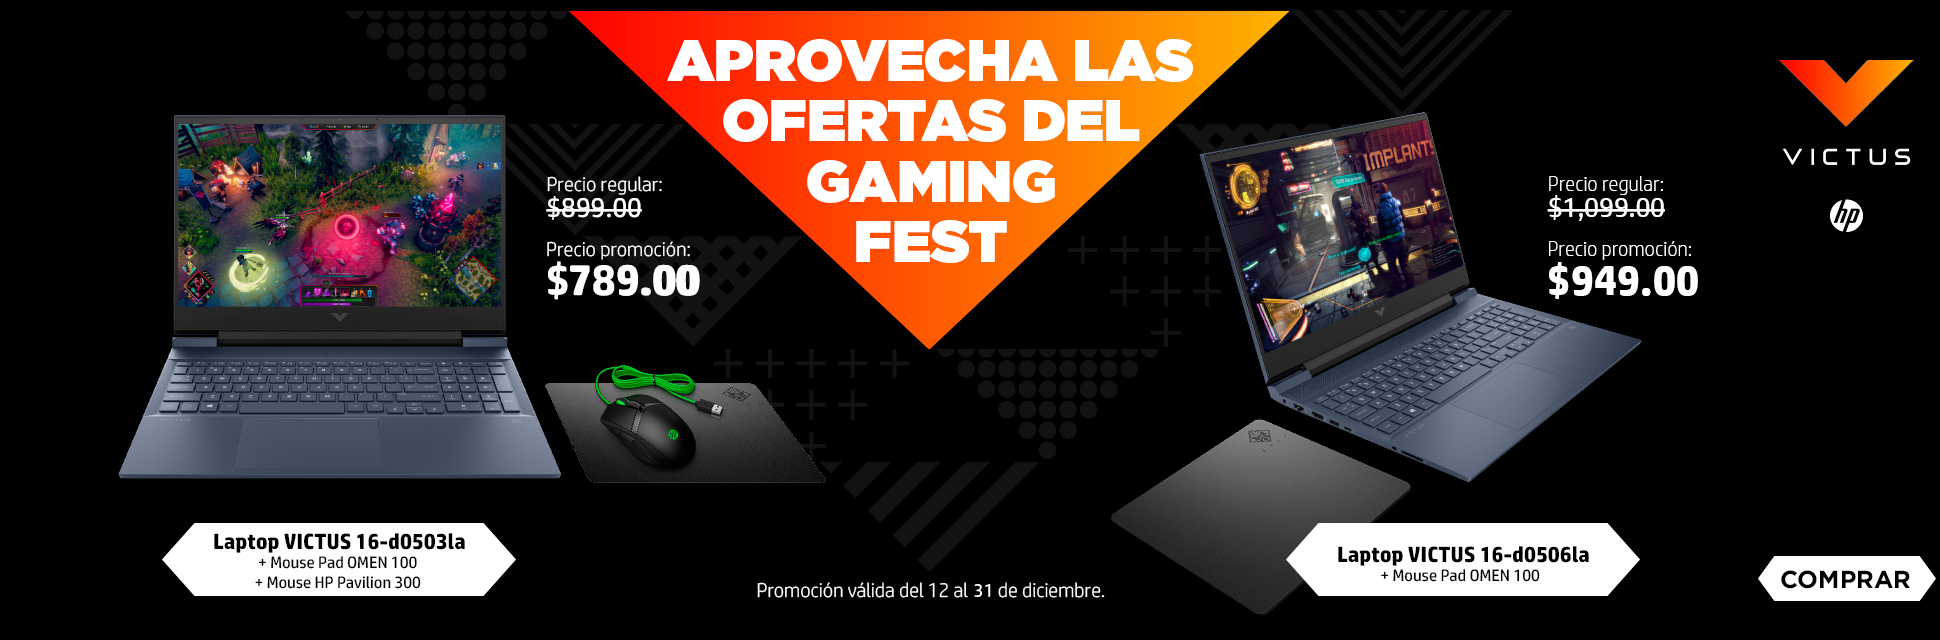 APROVECHA LAS
OFERTAS DEL
GAMING
FEST
Precio regular:
$899.00
Precio promoción:
$789.00
Laptop VICTUS 16-d0503la
+ Mouse Pad OMEN 100
+ Mouse HP Pavilion 300
Precio regular:
$1,099.00
Precio promoción:
$949.00
IMPLANTS
Laptop VICTUS 16-d0506la
+ Mouse Pad OMEN 100
Promoción válida del 12 al 31 de diciembre.
VICTUS
hp
COMPRAR